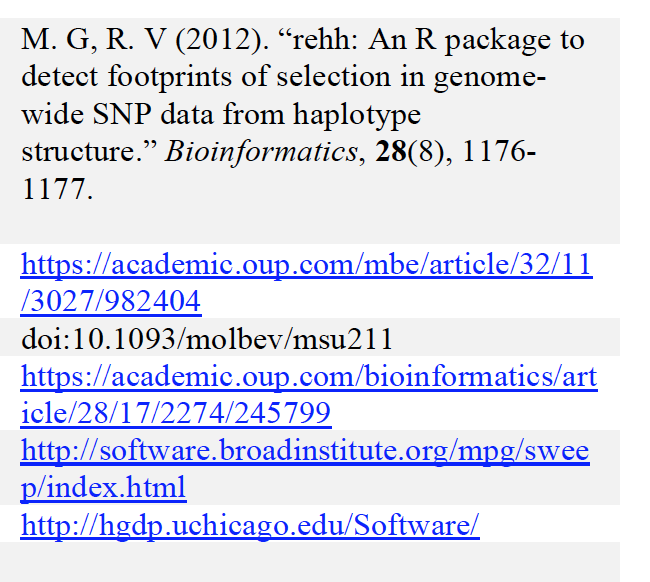 M. G, R. V (2012). “rehh: An R package to
detect footprints of selection in genome-
wide SNP data from haplotype
structure.” Bioinformatics, 28(8), 1176-
1177.
https://academic.oup.com/mbe/article/32/11
/3027/982404
doi:10.1093/molbev/msu211
https://academic.oup.com/bioinformatics/art
icle/28/17/2274/245799
http://software.broadinstitute.org/mpg/swee
p/index.html
http://hgdp.uchicago.edu/Software/